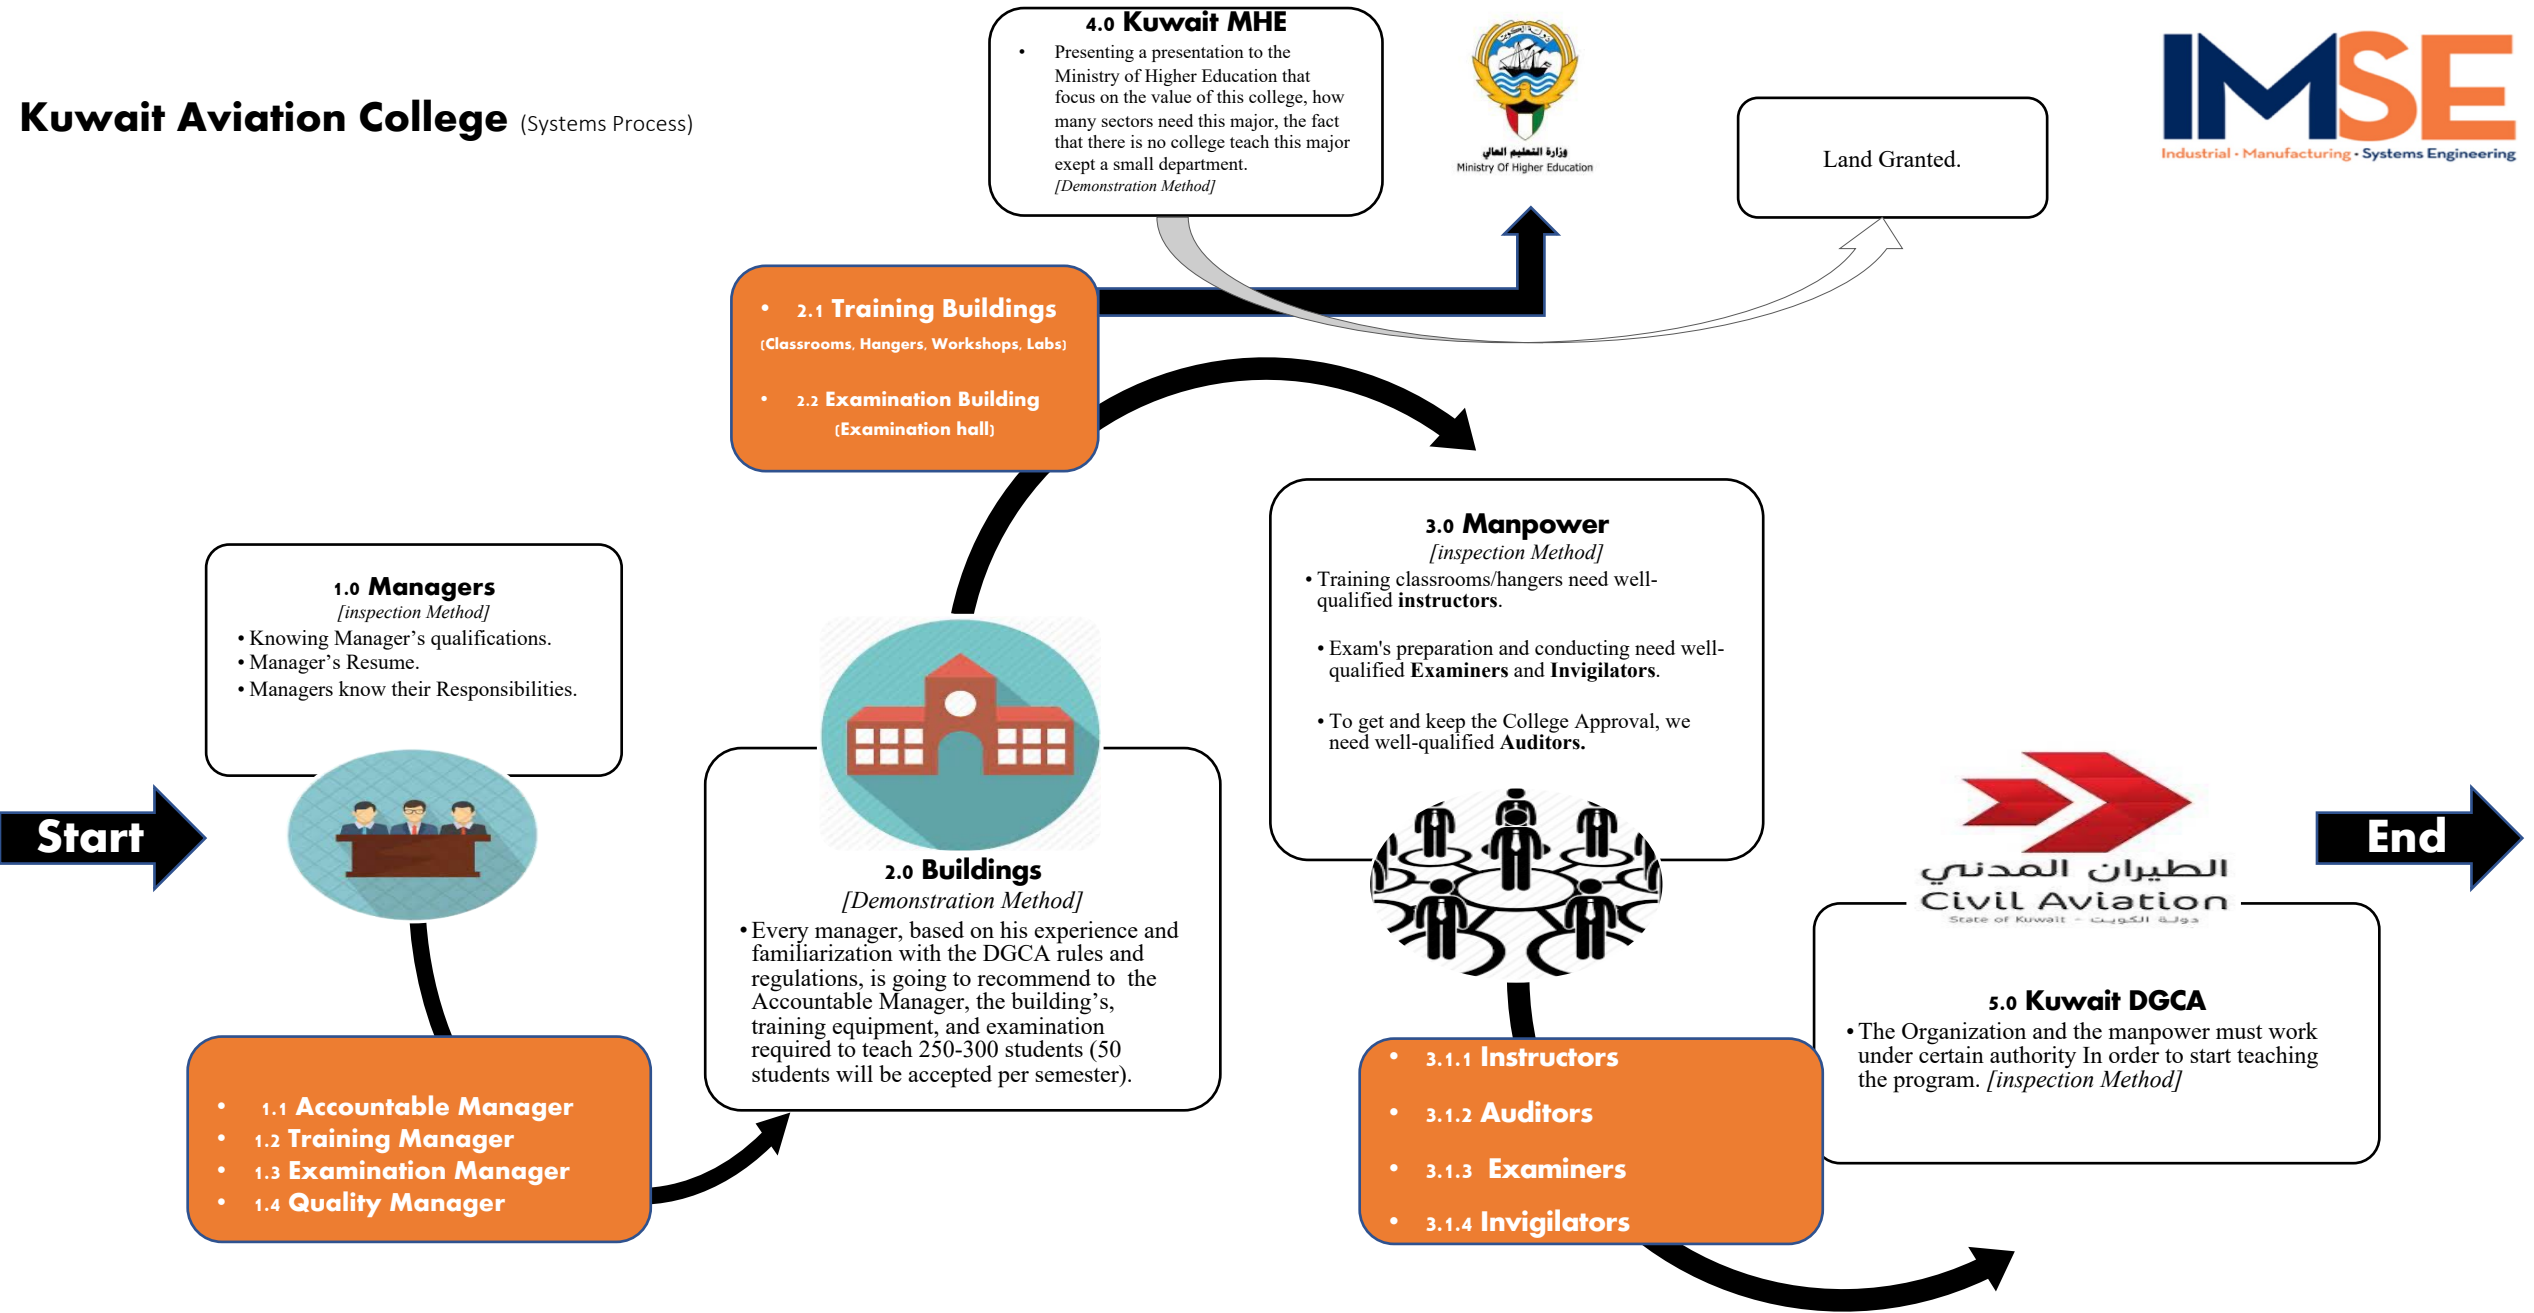 Kuwait Aviation College (Systems Process)
4.0 Kuwait MHE
• Presenting a presentation to the
Ministry of Higher Education that
focus on the value of this college, how
many sectors need this major, the fact
that there is no college teach this major
exept a small department.
[Demonstration Method]
دولة الكويت
وزارة التعليم العالي
Ministry Of Higher Education
Land Granted.
IMSE
Industrial • Manufacturing • Systems Engineering
• 2.1 Training Buildings
(Classrooms, Hangers, Workshops, Labs)
• 2.2 Examination Building
(Examination hall)
Start
1.0 Managers
[inspection Method]
• Knowing Manager’s qualifications.
• Manager’s Resume.
• Managers know their Responsibilities.
• 1.1 Accountable Manager
• 1.2 Training Manager
• 1.3 Examination Manager
• 1.4 Quality Manager
2.0 Buildings
[Demonstration Method]
• Every manager, based on his experience and
familiarization with the DGCA rules and
regulations, is going to recommend to the
Accountable Manager, the building’s,
training equipment, and examination
required to teach 250-300 students (50
students will be accepted per semester).
3.0 Manpower
[inspection Method]
• Training classrooms/hangers need well-
qualified instructors.
• Exam's preparation and conducting need well-
qualified Examiners and Invigilators.
• To get and keep the College Approval, we
need well-qualified Auditors.
• 3.1.1 Instructors
• 3.1.2 Auditors
• 3.1.3 Examiners
• 3.1.4 Invigilators
الطيران المدني
Civil Aviation
State of Kuwait - دولة الكويت
5.0 Kuwait DGCA
• The Organization and the manpower must work
under certain authority In order to start teaching
the program. [inspection Method]
End